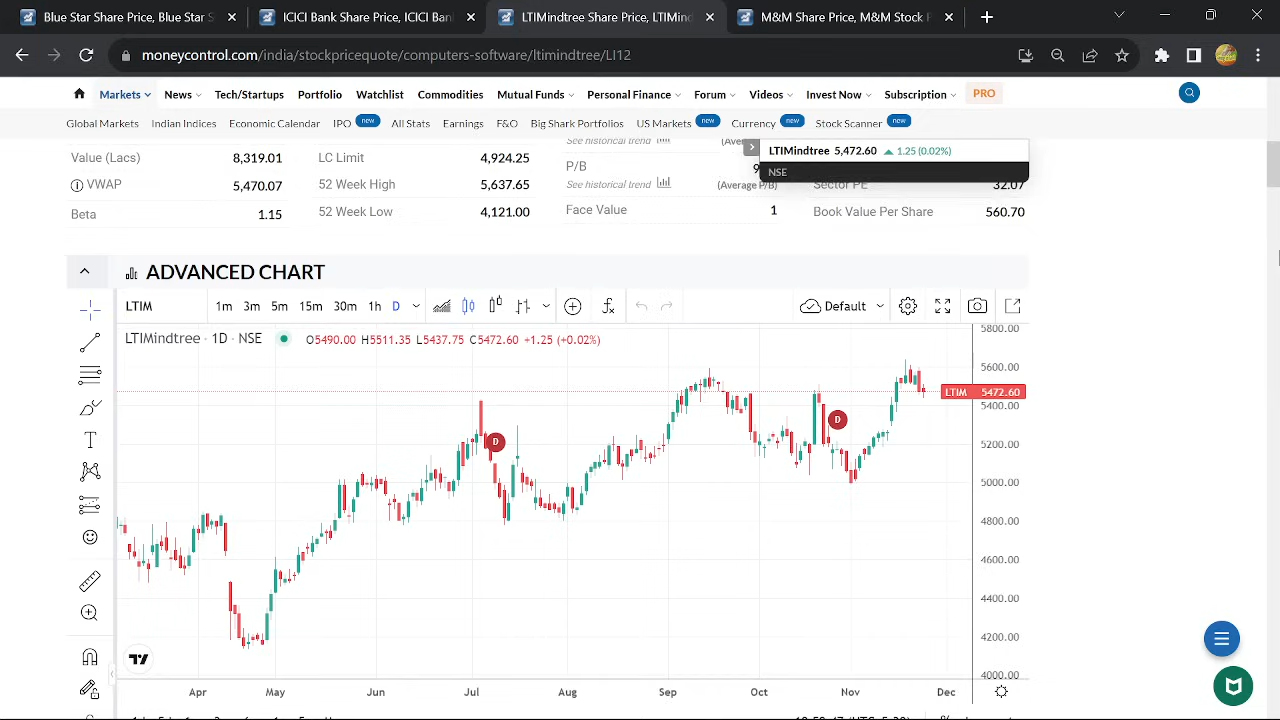 Blue Star Share Price, Blue Star S
ICICI Bank Share Price, ICICI Ban
LTIMindtree Share Price, LTIMind
M&M Share Price, M&M Stock P
moneycontrol.com/india/stockpricequote/computers-software/ltimindtree/LI12
Markets News Tech/Startups Portfolio Watchlist Commodities Mutual Funds Personal Finance Forum Videos Invest Now Subscription PRO
Global Markets Indian Indices Economic Calendar IPO new All Stats Earnings F&O Big Shark Portfolios US Markets new Currency new Stock Scanner new
See historical trend
LTIMindtree 5,472.60 1.25 (0.02%)
NSE
Value (Lacs) 8,319.01 LC Limit 4,924.25 P/B 9
VWAP 5,470.07 52 Week High 5,637.65 See historical trend (Average P/B) Sector PE 32.07
Beta 1.15 52 Week Low 4,121.00 Face Value 1 Book Value Per Share 560.70
ADVANCED CHART
LTIM 1m 3m 5m 15m 30m 1h D Default
LTIMindtree · 1D · NSE O5490.00 H5511.35 L5437.75 C5472.60 +1.25 (+0.02%)
5800.00
5600.00
LTIM 5472.60
5400.00
D
D
5200.00
5000.00
4800.00
4600.00
4400.00
4200.00
4000.00
Apr May Jun Jul Aug Sep Oct Nov Dec